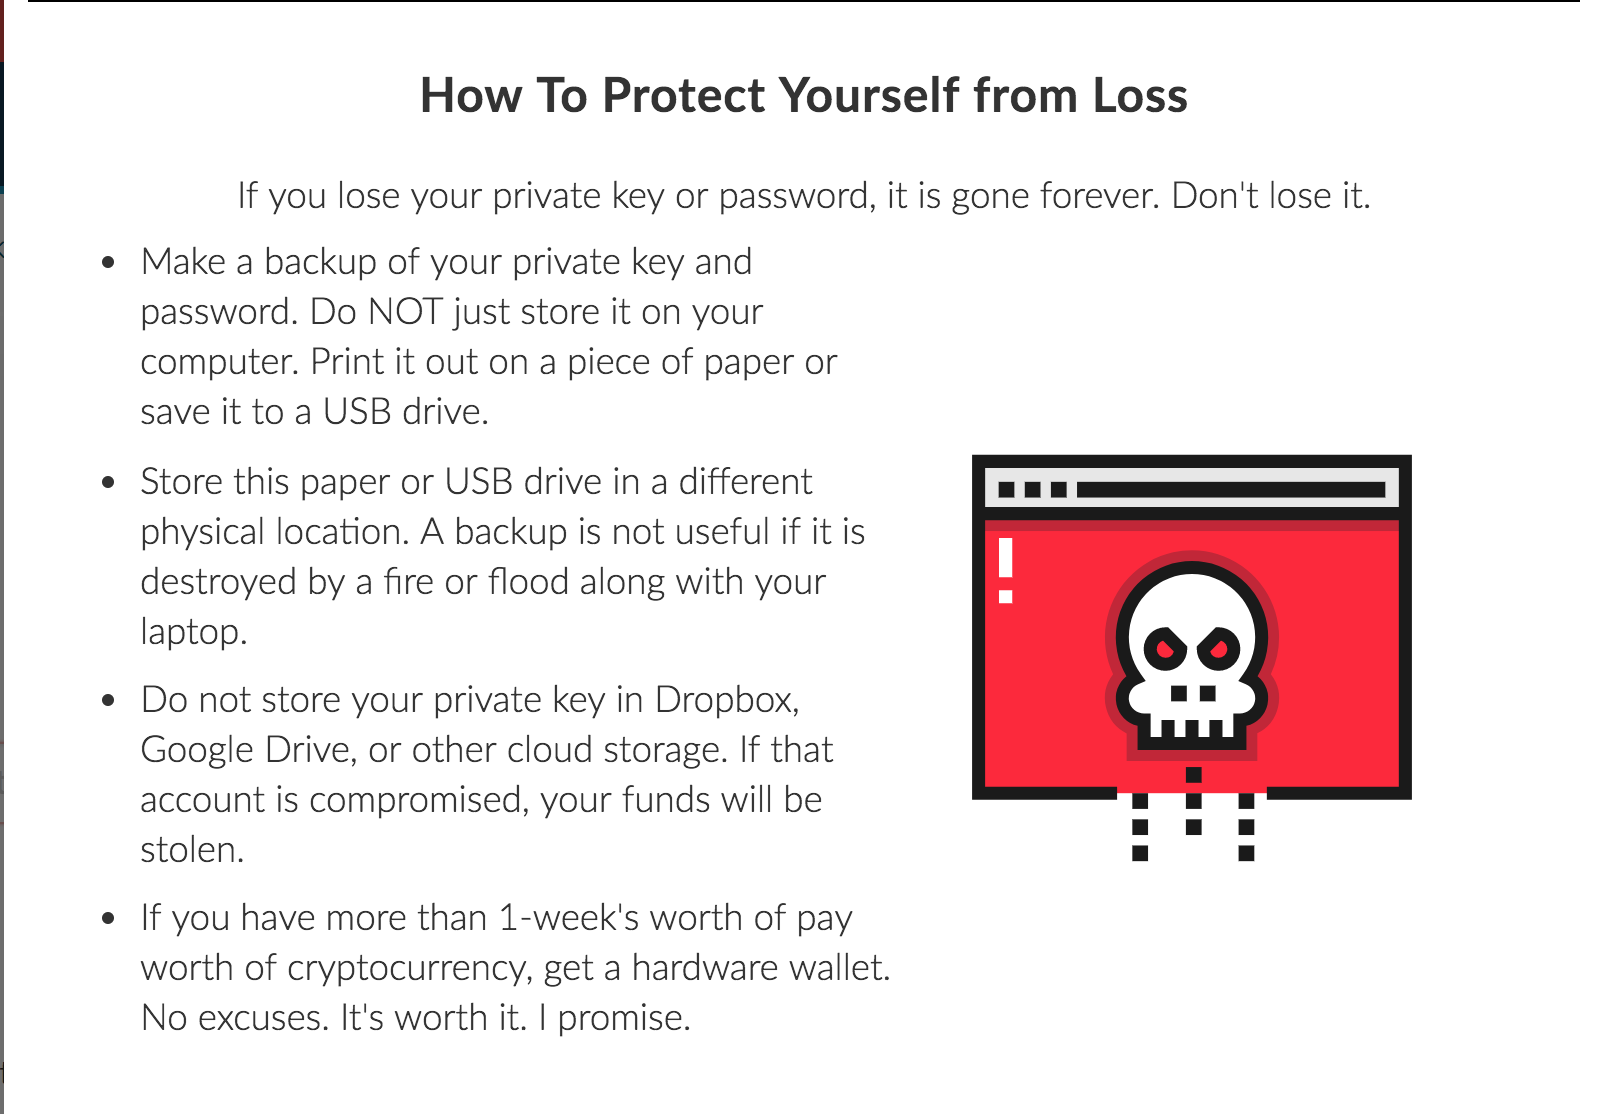 How To Protect Yourself from Loss
If you lose your private key or password, it is gone forever. Don't lose it.
• Make a backup of your private key and
password. Do NOT just store it on your
computer. Print it out on a piece of paper or
save it to a USB drive.
• Store this paper or USB drive in a different
physical location. A backup is not useful if it is
destroyed by a fire or flood along with your
laptop.
• Do not store your private key in Dropbox,
Google Drive, or other cloud storage. If that
account is compromised, your funds will be
stolen.
• If you have more than 1-week's worth of pay
worth of cryptocurrency, get a hardware wallet.
No excuses. It's worth it. I promise.
!